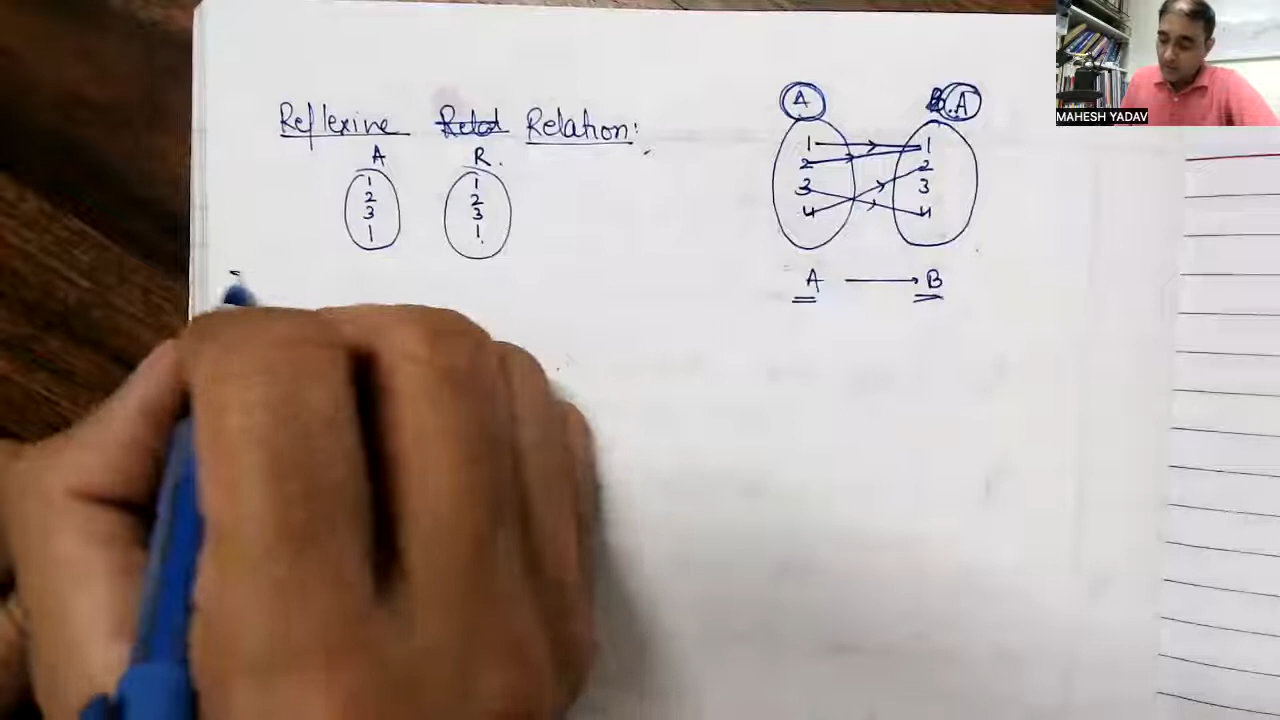 Reflexive Relation:
A R.
1 1
2 2
3 3
1 1
A A
1 1
2 2
3 3
4 4
A → B
MAHESH YADAV